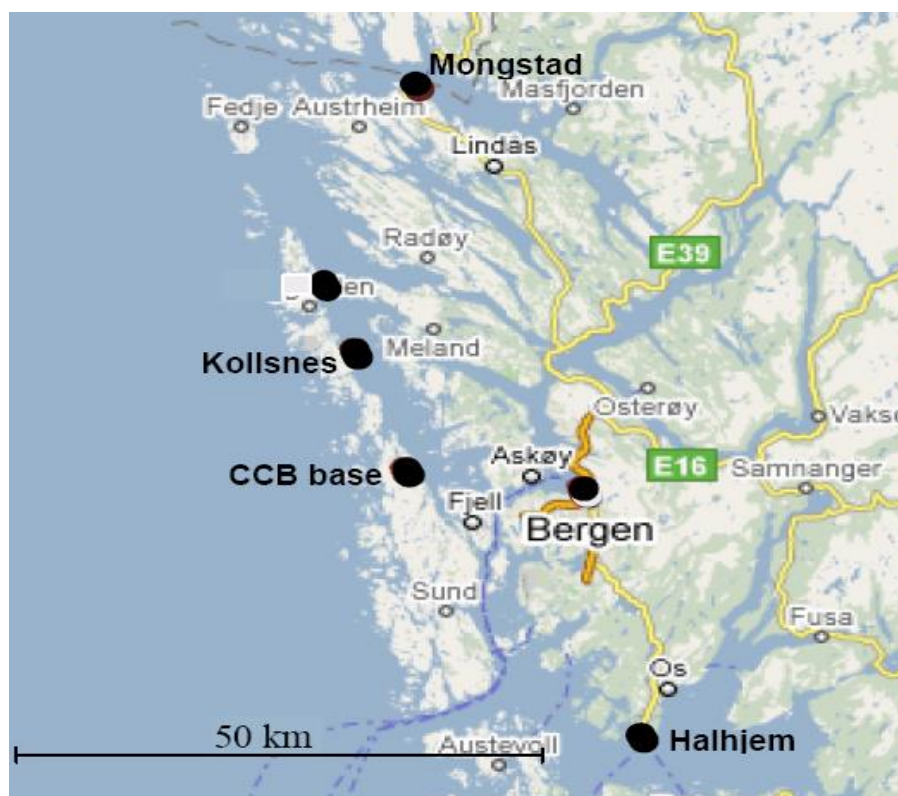 Mongstad
Masfjorden
Fedje
Austrheim
Lindås
Radøy
E39
Meland
Kollsnes
Osterøy
Askøy
E16
CCB base
Samnanger
Fjell
Bergen
Sund
Fusa
Os
50 km
Austevoll
Halhjem